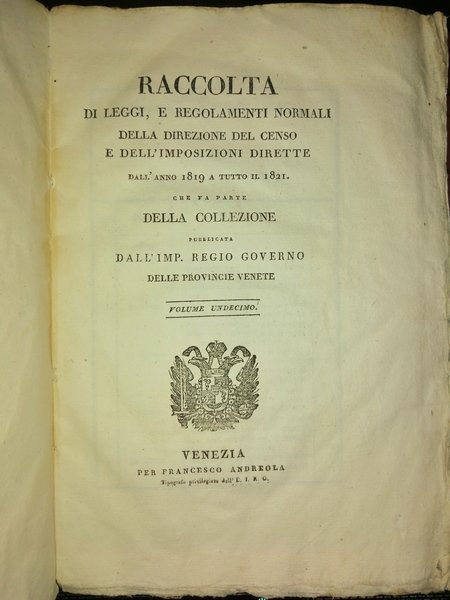 RACCOLTA
DI LEGGI, E REGOLAMENTI NORMALI
DELLA DIREZIONE DEL CENSO
E DELL'IMPOSIZIONI DIRETTE
DALL'ANNO 1819 A TUTTO IL 1821.
CHE FA PARTE
DELLA COLLEZIONE
PUBBLICATA
DALL'IMP. REGIO GOVERNO
DELLE PROVINCIE VENETE
VOLUME UNDECIMO.
VENEZIA
PER FRANCESCO ANDREOLA
Tipografo privilegiato dell'E. I. R. G.